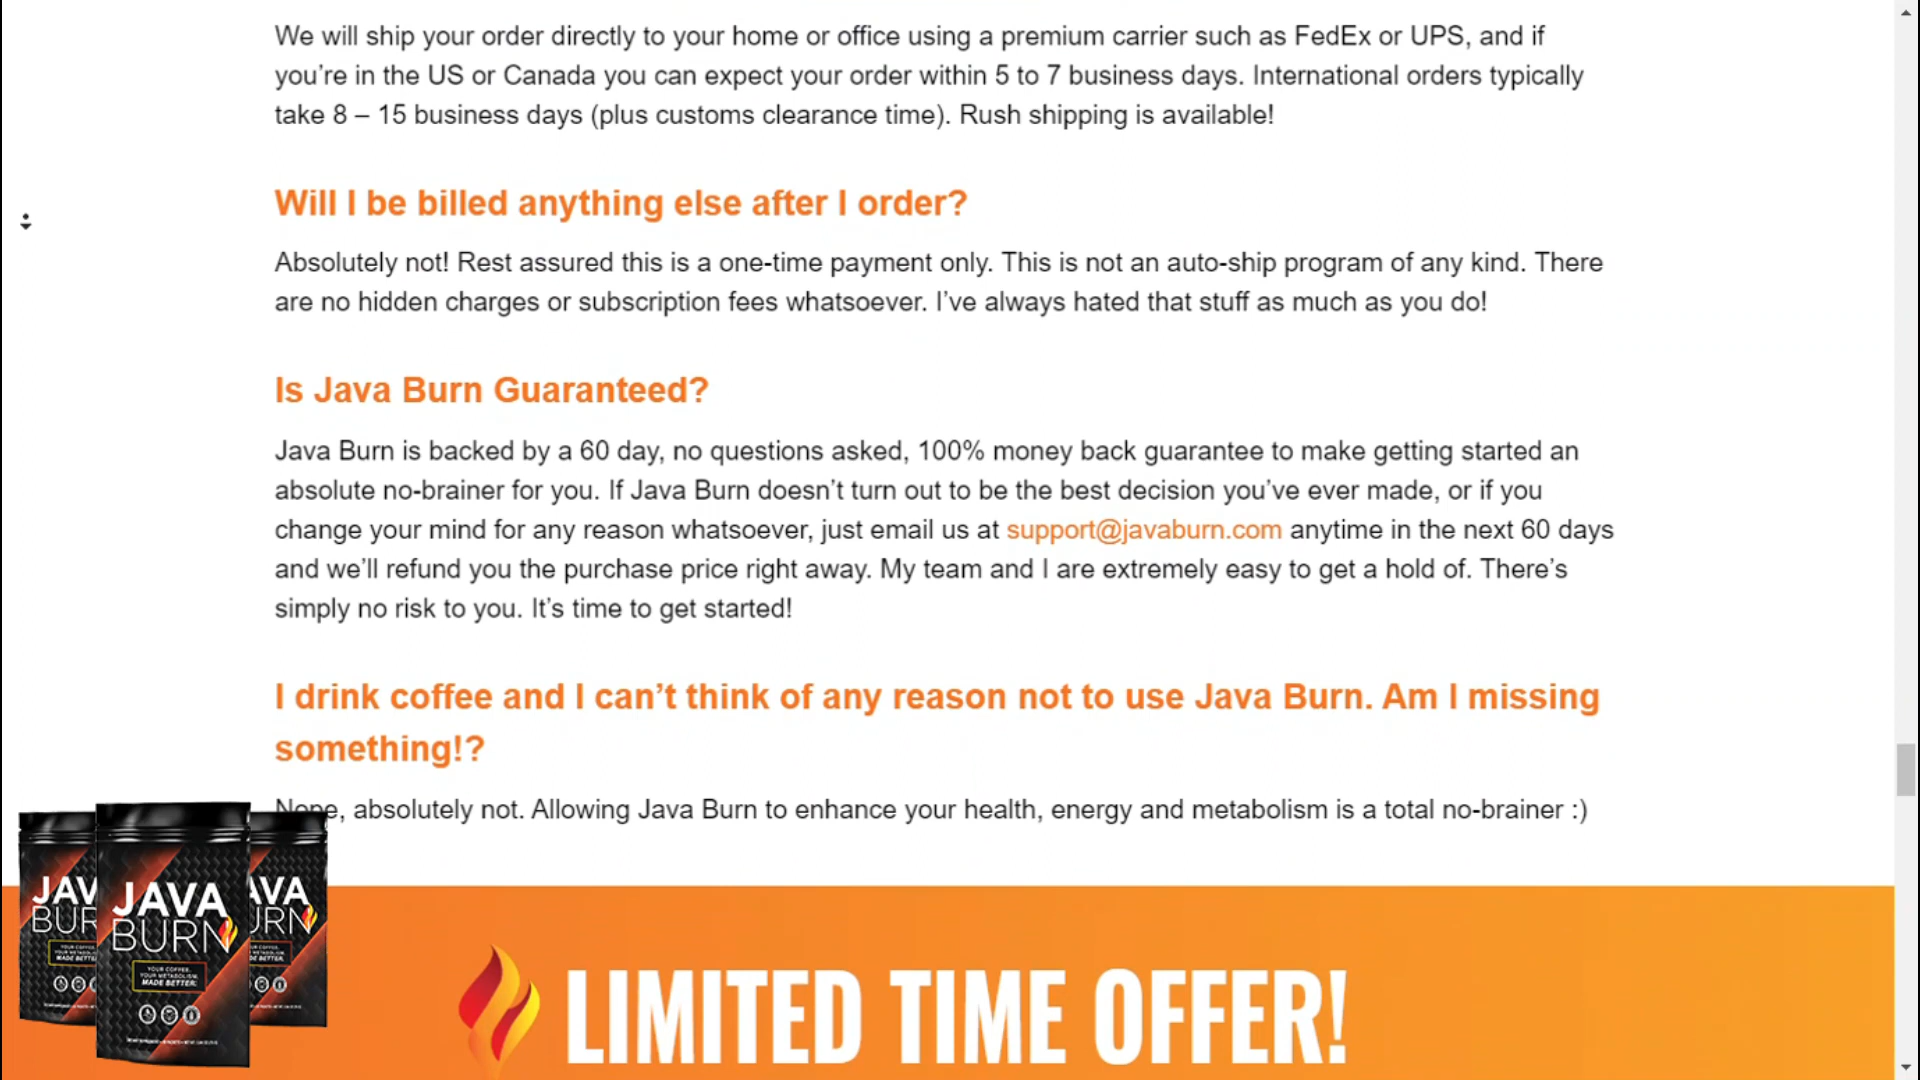 We will ship your order directly to your home or office using a premium carrier such as FedEx or UPS, and if
you’re in the US or Canada you can expect your order within 5 to 7 business days. International orders typically
take 8 – 15 business days (plus customs clearance time). Rush shipping is available!
Will I be billed anything else after I order?
Absolutely not! Rest assured this is a one-time payment only. This is not an auto-ship program of any kind. There
are no hidden charges or subscription fees whatsoever. I’ve always hated that stuff as much as you do!
Is Java Burn Guaranteed?
Java Burn is backed by a 60 day, no questions asked, 100% money back guarantee to make getting started an
absolute no-brainer for you. If Java Burn doesn’t turn out to be the best decision you’ve ever made, or if you
change your mind for any reason whatsoever, just email us at support@javaburn.com anytime in the next 60 days
and we’ll refund you the purchase price right away. My team and I are extremely easy to get a hold of. There’s
simply no risk to you. It’s time to get started!
I drink coffee and I can’t think of any reason not to use Java Burn. Am I missing
something!?
Nope, absolutely not. Allowing Java Burn to enhance your health, energy and metabolism is a total no-brainer :)
JAVA
BURN
YOUR COFFEE.
YOUR METABOLISM.
MADE BETTER.
LIMITED TIME OFFER!